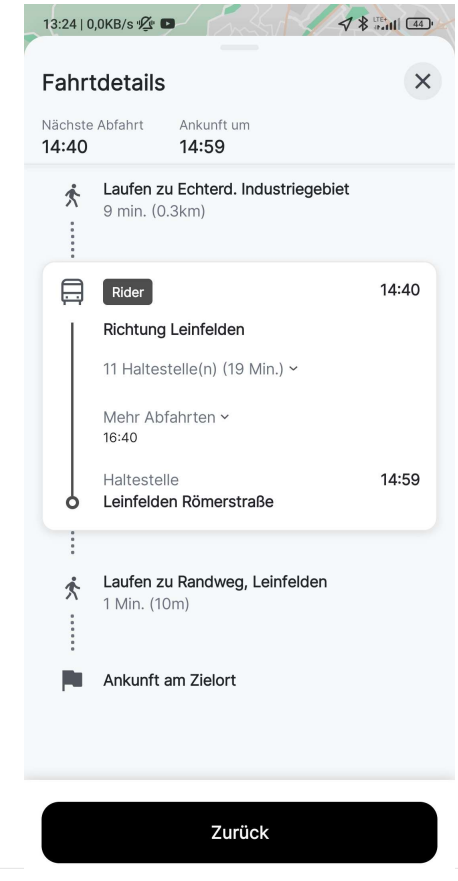 13:24 | 0,0KB/s
LTE+
44
Fahrtdetails
Nächste Abfahrt
Ankunft um
14:40
14:59
Laufen zu Echterd. Industriegebiet
9 min. (0.3km)
Rider
14:40
Richtung Leinfelden
11 Haltestelle(n) (19 Min.)
Mehr Abfahrten
16:40
Haltestelle
14:59
Leinfelden Römerstraße
Laufen zu Randweg, Leinfelden
1 Min. (10m)
Ankunft am Zielort
Zurück